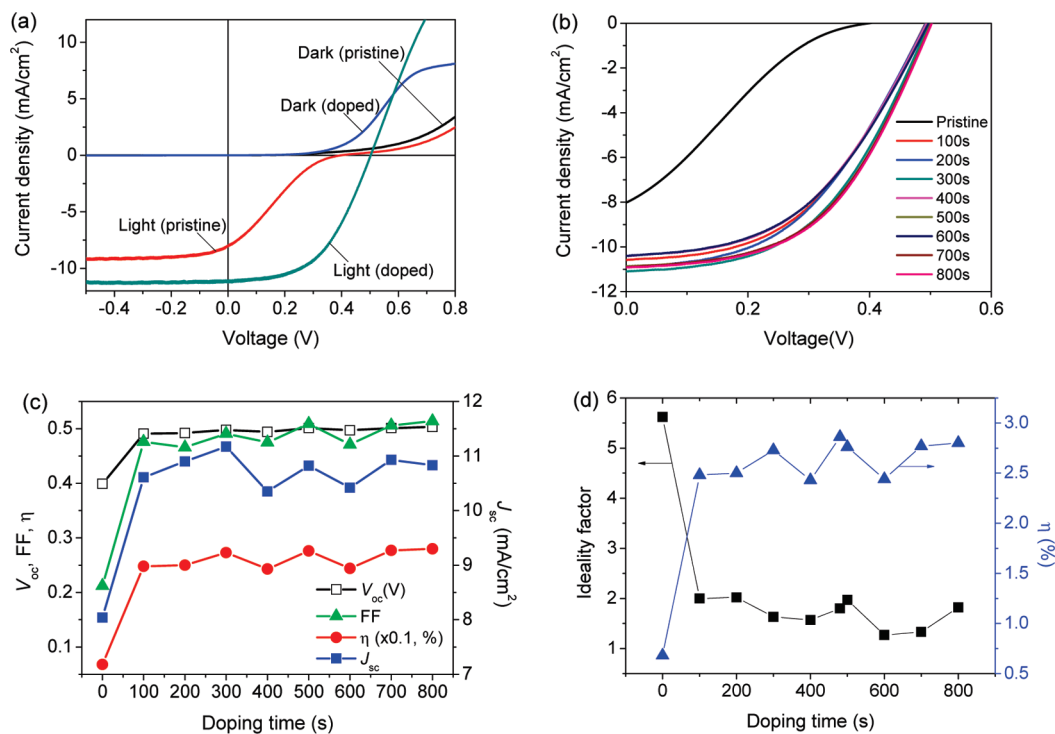 (a)
10
5
0
-5
-10
Current density (mA/cm²)
-0.4 -0.2 0.0 0.2 0.4 0.6 0.8
Voltage (V)
Dark (pristine)
Dark (doped)
Light (pristine)
Light (doped)
(b)
0
-2
-4
-6
-8
-10
-12
Current density (mA/cm²)
0.0 0.2 0.4 0.6
Voltage(V)
Pristine
100s
200s
300s
400s
500s
600s
700s
800s
(c)
0.5
0.4
0.3
0.2
0.1
V_oc, FF, η
12
11
10
9
8
7
J_sc (mA/cm²)
V_oc(V)
FF
η (x0.1, %)
J_sc
0 100 200 300 400 500 600 700 800
Doping time (s)
(d)
6
5
4
3
2
1
Ideality factor
3.0
2.5
2.0
1.5
1.0
0.5
η (%)
0 200 400 600 800
Doping time (s)